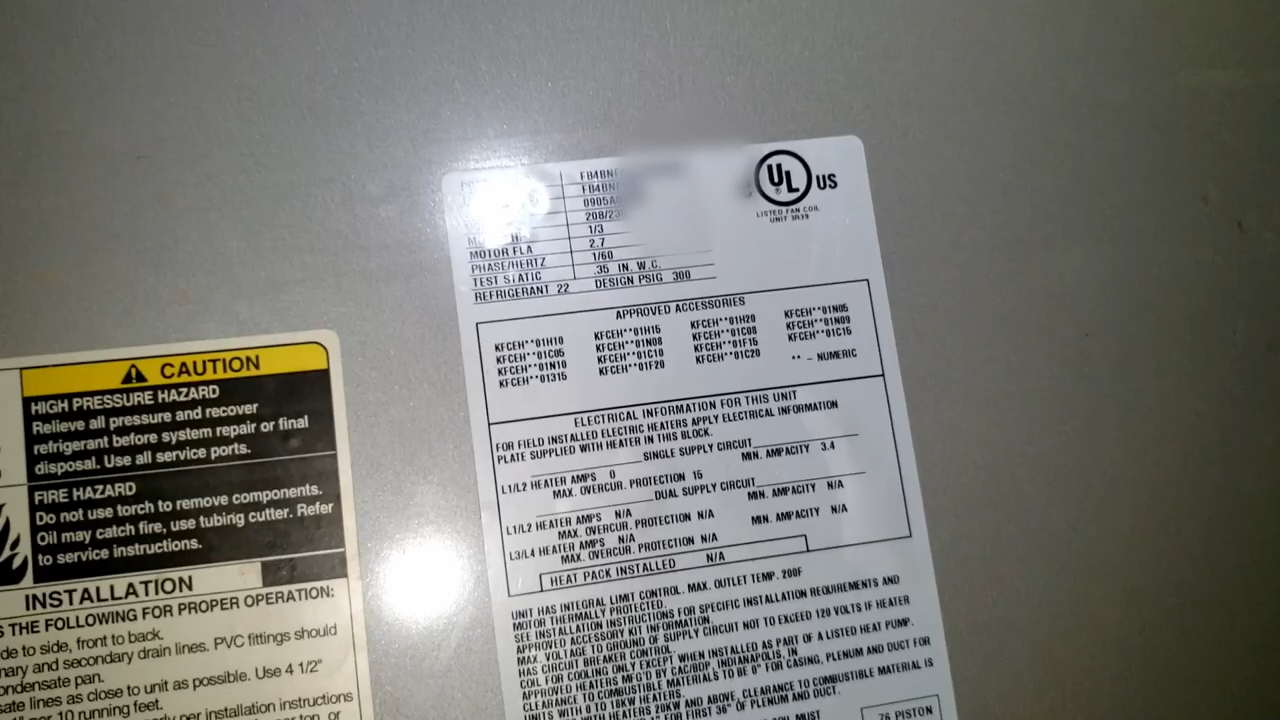 FB4BNF
FB4BN
0905A
208/23
1/3
MOTOR FLA 2.7
PHASE/HERTZ 1/60
TEST STATIC .35 IN. W.C.
REFRIGERANT 22 DESIGN PSIG 300
UL US
LISTED FAN COIL
UNIT 3R39
APPROVED ACCESSORIES
KFCEH**01H10 KFCEH**01H15 KFCEH**01H20 KFCEH**01N05
KFCEH**01C05 KFCEH**01N08 KFCEH**01C08 KFCEH**01N09
KFCEH**01N10 KFCEH**01C10 KFCEH**01F15 KFCEH**01C15
KFCEH**01315 KFCEH**01F20 KFCEH**01C20 ** - NUMERIC
ELECTRICAL INFORMATION FOR THIS UNIT
FOR FIELD INSTALLED ELECTRIC HEATERS APPLY ELECTRICAL INFORMATION
PLATE SUPPLIED WITH HEATER IN THIS BLOCK.
SINGLE SUPPLY CIRCUIT
L1/L2 HEATER AMPS 0 MIN. AMPACITY 3.4
MAX. OVERCUR. PROTECTION 15
DUAL SUPPLY CIRCUIT
L1/L2 HEATER AMPS N/A MIN. AMPACITY N/A
MAX. OVERCUR. PROTECTION N/A
L3/L4 HEATER AMPS N/A MIN. AMPACITY N/A
MAX. OVERCUR. PROTECTION N/A
HEAT PACK INSTALLED N/A
UNIT HAS INTEGRAL LIMIT CONTROL. MAX. OUTLET TEMP. 200F
MOTOR THERMALLY PROTECTED.
SEE INSTALLATION INSTRUCTIONS FOR SPECIFIC INSTALLATION REQUIREMENTS AND
APPROVED ACCESSORY KIT INFORMATION.
MAX. VOLTAGE TO GROUND OF SUPPLY CIRCUIT NOT TO EXCEED 120 VOLTS IF HEATER
HAS CIRCUIT BREAKER CONTROL.
COIL FOR COOLING ONLY EXCEPT WHEN INSTALLED AS PART OF A LISTED HEAT PUMP.
APPROVED HEATERS MFG'D BY CAC/BDP, INDIANAPOLIS, IN
CLEARANCE TO COMBUSTIBLE MATERIALS TO BE 0" FOR CASING, PLENUM AND DUCT FOR
UNITS WITH 0 TO 18KW HEATERS.
WITH HEATERS 20KW AND ABOVE, CLEARANCE TO COMBUSTIBLE MATERIAL IS
FOR FIRST 36" OF PLENUM AND DUCT.
MUST
76 PISTON
CAUTION
HIGH PRESSURE HAZARD
Relieve all pressure and recover
refrigerant before system repair or final
disposal. Use all service ports.
FIRE HAZARD
Do not use torch to remove components.
Oil may catch fire, use tubing cutter. Refer
to service instructions.
INSTALLATION
S THE FOLLOWING FOR PROPER OPERATION:
de to side, front to back.
nary and secondary drain lines. PVC fittings should
ondensate pan.
sate lines as close to unit as possible. Use 4 1/2"
per 10 running feet.
per installation instructions
top, or